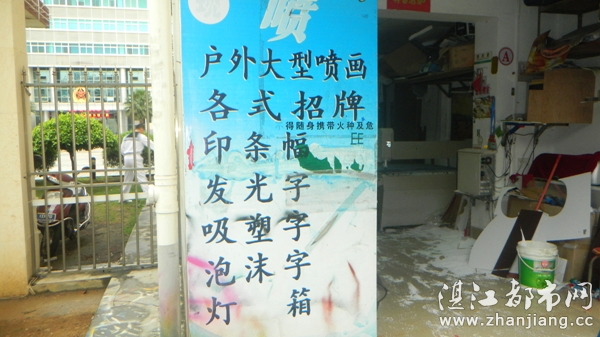 喷
户外大型喷画
各式招牌
得随身携带火种及危
印条幅
发光字
吸塑字
泡沫字
灯箱
A
湛江都市网
www.zhanjiang.cc